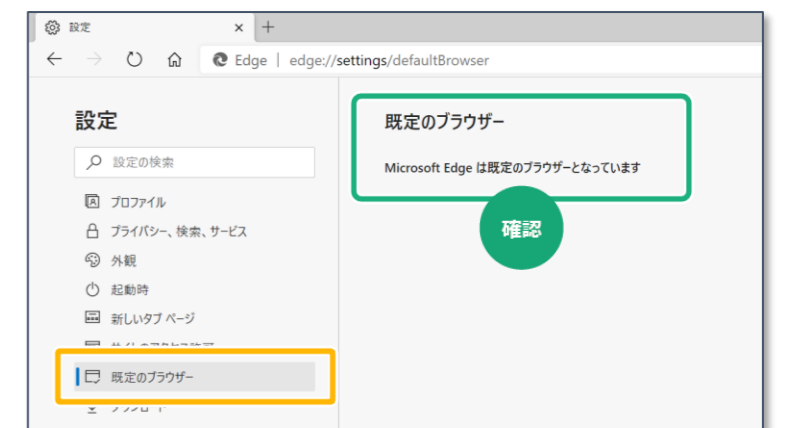 設定
Edge | edge://settings/defaultBrowser
設定
設定の検索
プロファイル
プライバシー、検索、サービス
外観
起動時
新しいタブ ページ
既定のブラウザー
既定のブラウザー
Microsoft Edge は既定のブラウザーとなっています
確認